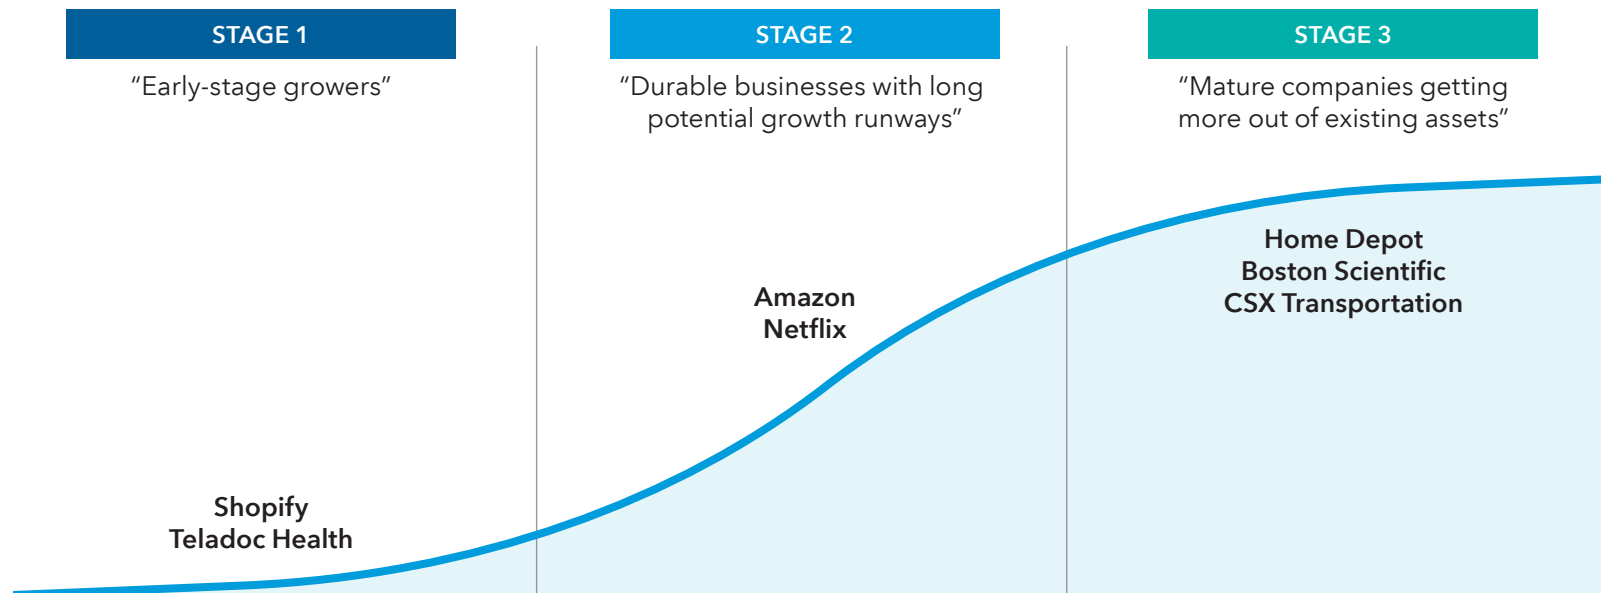 STAGE 1
“Early-stage growers”
STAGE 2
“Durable businesses with long
potential growth runways”
STAGE 3
“Mature companies getting
more out of existing assets”
Shopify
Teladoc Health
Amazon
Netflix
Home Depot
Boston Scientific
CSX Transportation